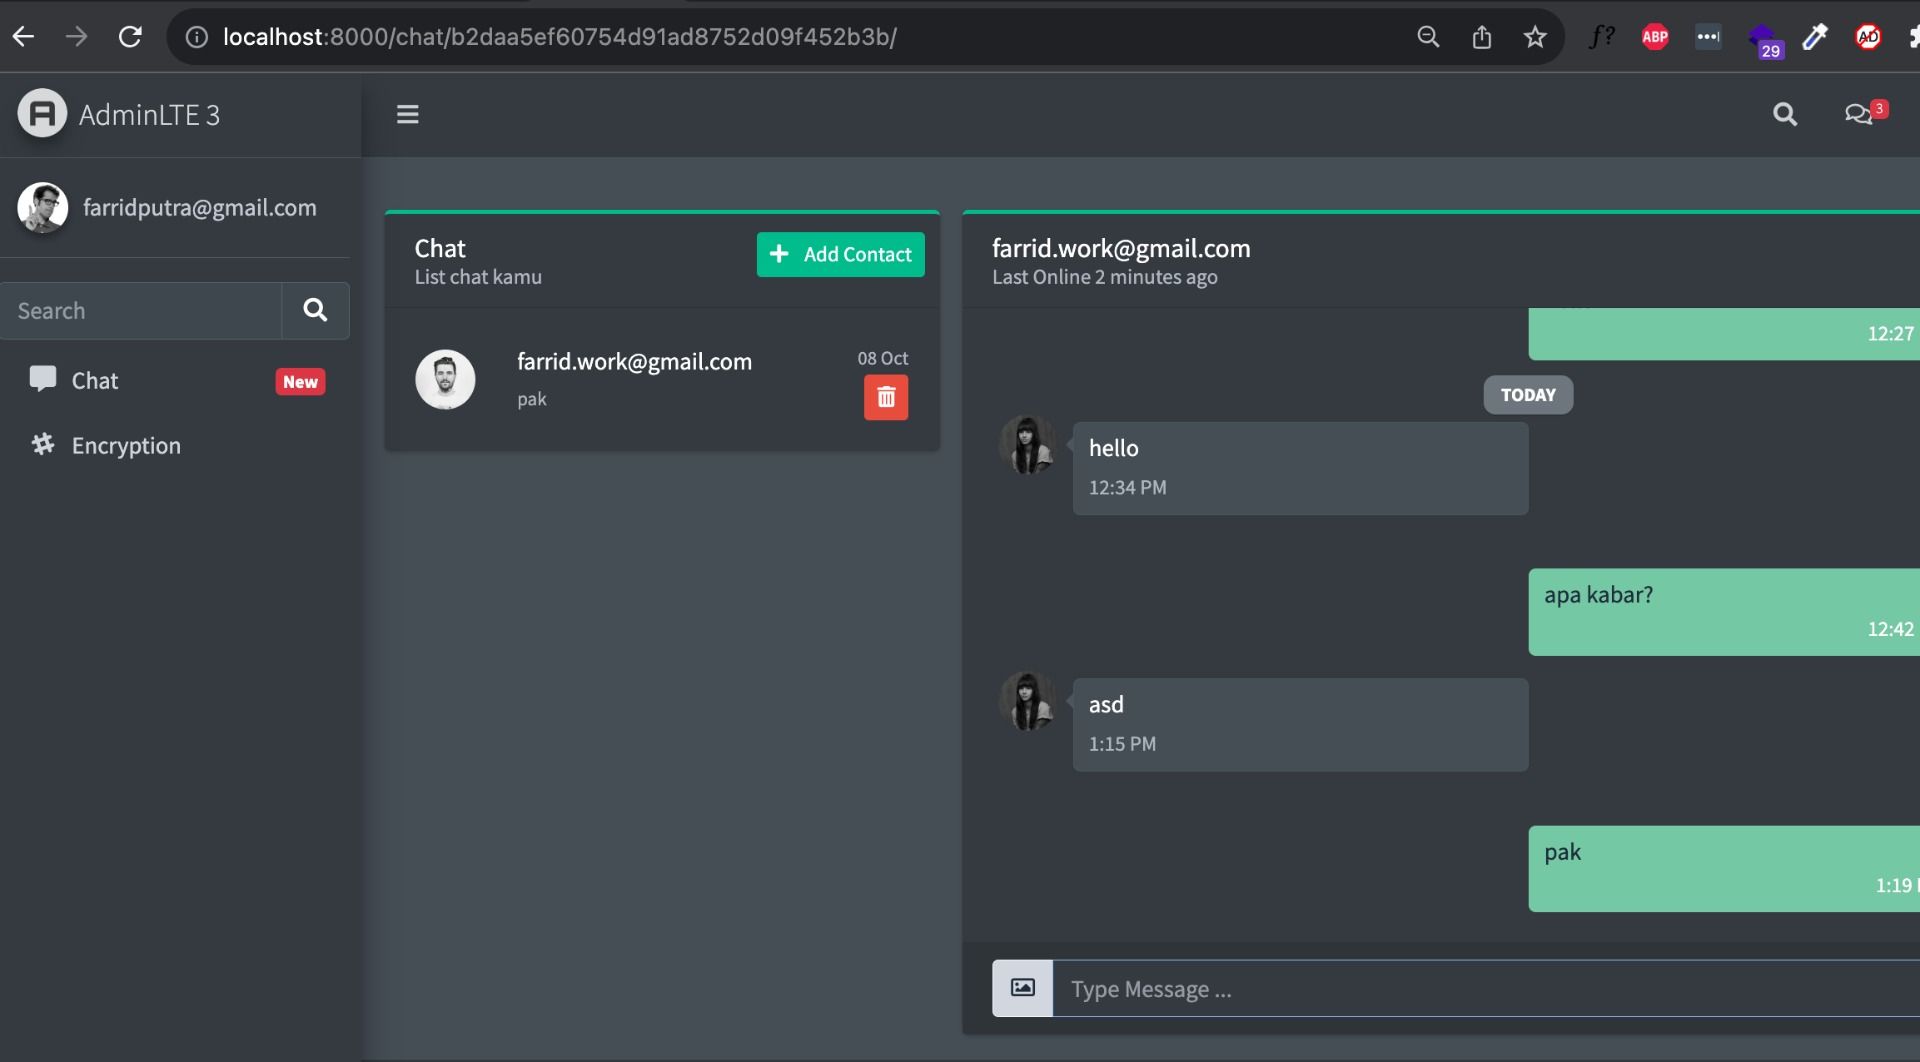 localhost:8000/chat/b2daa5ef60754d91ad8752d09f452b3b/
f?
ABP
29
AD
AdminLTE 3
3
farridputra@gmail.com
Search
Chat
New
Encryption
Chat
List chat kamu
Add Contact
farrid.work@gmail.com
08 Oct
pak
farrid.work@gmail.com
Last Online 2 minutes ago
12:27
TODAY
hello
12:34 PM
apa kabar?
12:42
asd
1:15 PM
pak
1:19
Type Message ...